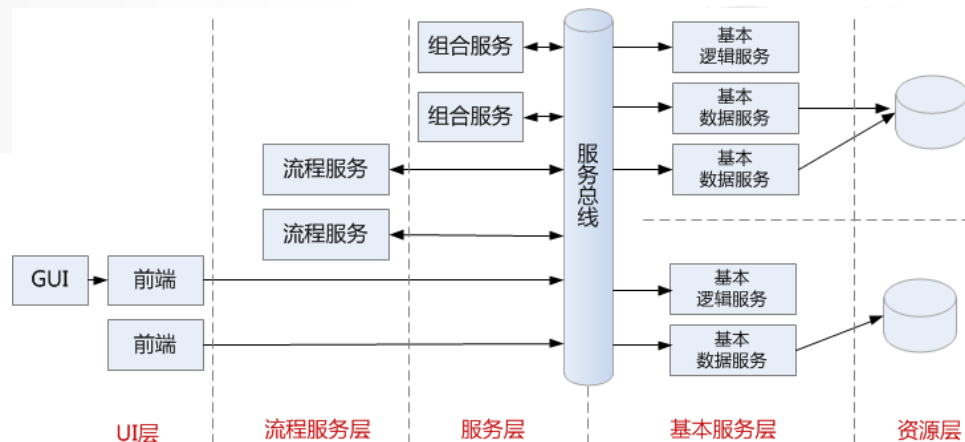 组合服务
基本
逻辑服务
组合服务
基本
数据服务
流程服务
基本
数据服务
服务总线
流程服务
GUI
前端
基本
逻辑服务
前端
基本
数据服务
UI层
流程服务层
服务层
基本服务层
资源层